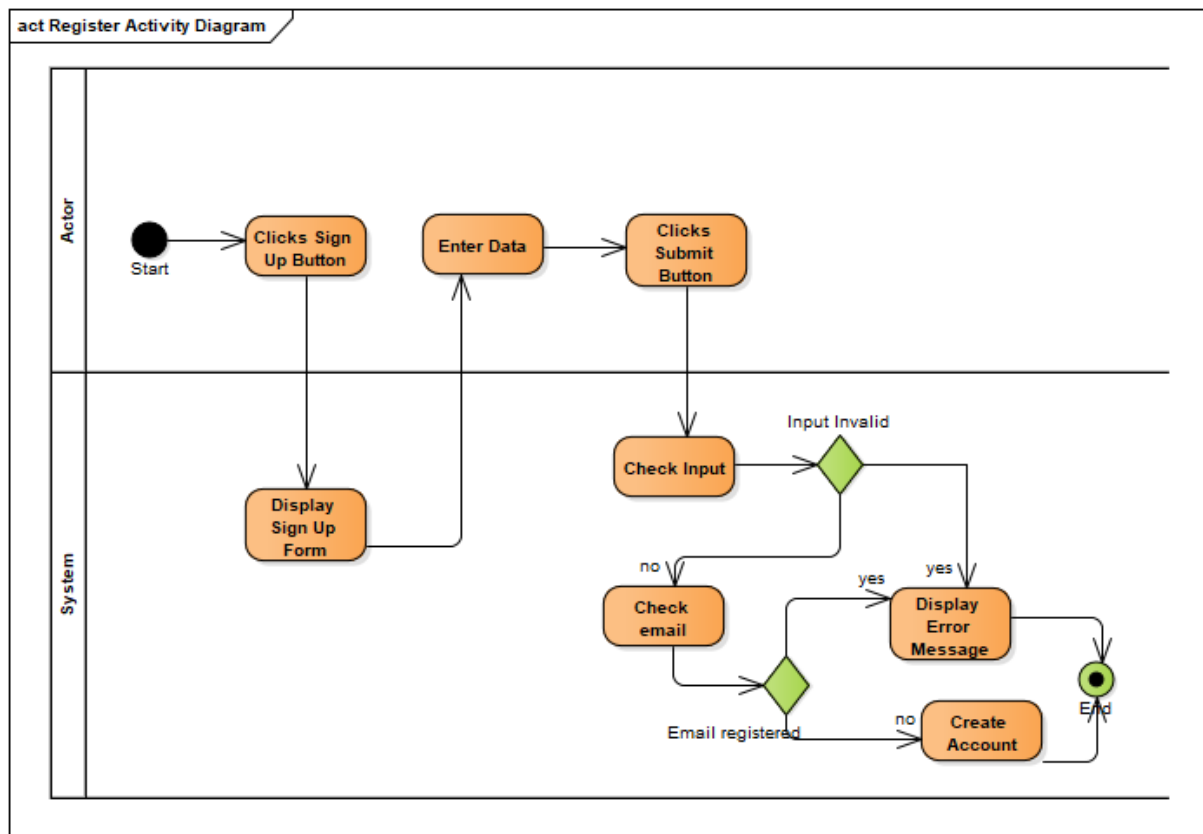 act Register Activity Diagram
Actor
Start
Clicks Sign
Up Button
Enter Data
Clicks
Submit
Button
System
Display
Sign Up
Form
Check Input
Input Invalid
no
yes
Check
email
Email registered
yes
no
Display
Error
Message
Create
Account
End